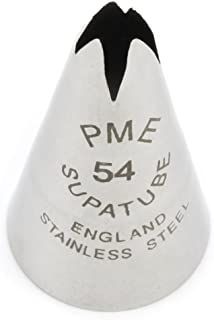 PME
54
SUPATUBE
ENGLAND
STAINLESS STEEL